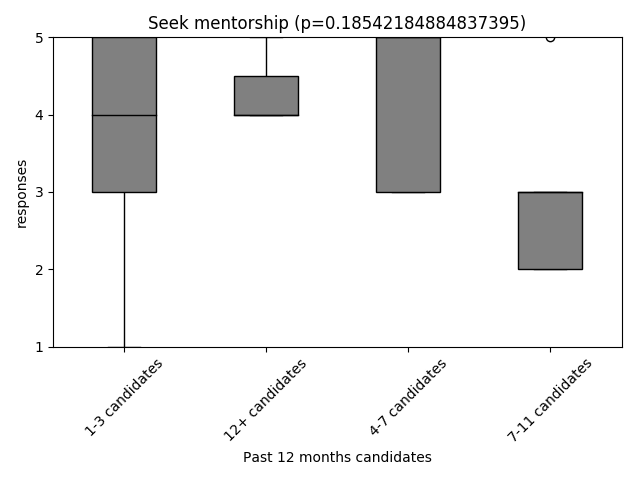 Seek mentorship (p=0.18542184884837395)
5
4
3
2
1
responses
1-3 candidates
12+ candidates
4-7 candidates
7-11 candidates
Past 12 months candidates